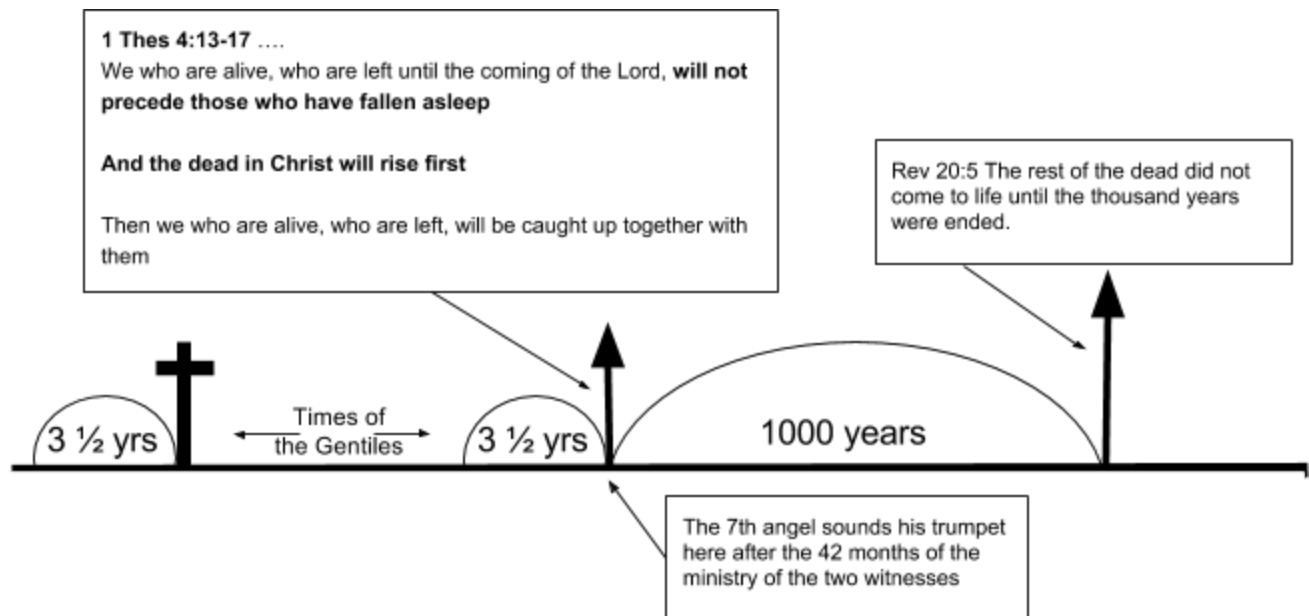 1 Thes 4:13-17 ....
We who are alive, who are left until the coming of the Lord, will not
precede those who have fallen asleep
And the dead in Christ will rise first
Then we who are alive, who are left, will be caught up together with
them
Rev 20:5 The rest of the dead did not
come to life until the thousand years
were ended.
3 ½ yrs
Times of
the Gentiles
3 ½ yrs
1000 years
The 7th angel sounds his trumpet
here after the 42 months of the
ministry of the two witnesses